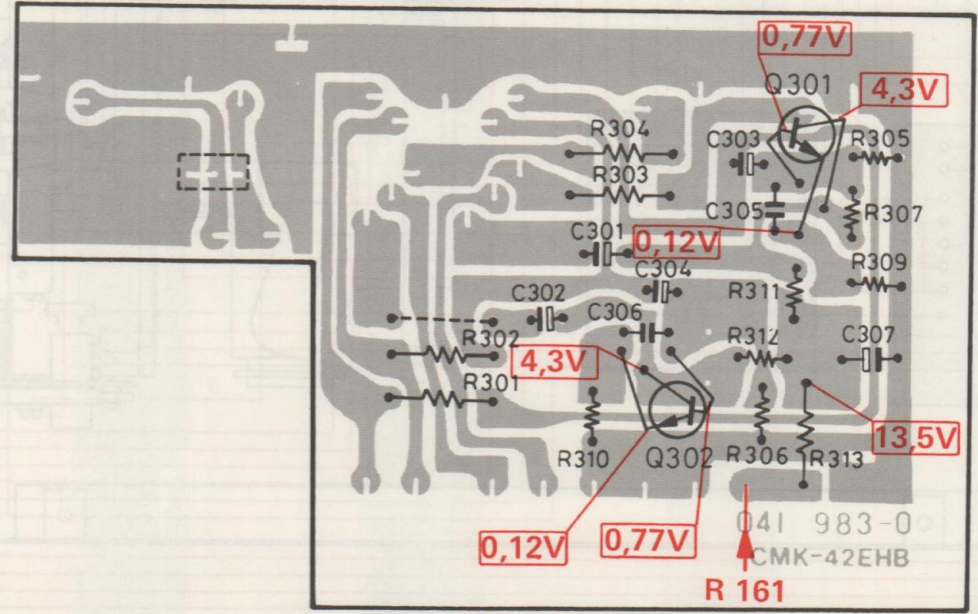 0,77V
Q301
4,3V
R304
C303
R305
R303
C305
R307
C301
0,12V
C304
R309
R311
C302
C306
R302
R312
C307
4,3V
R301
13,5V
R310
Q302
R306
R313
0,12V
0,77V
041 983-0
CMK-42EHB
R 161